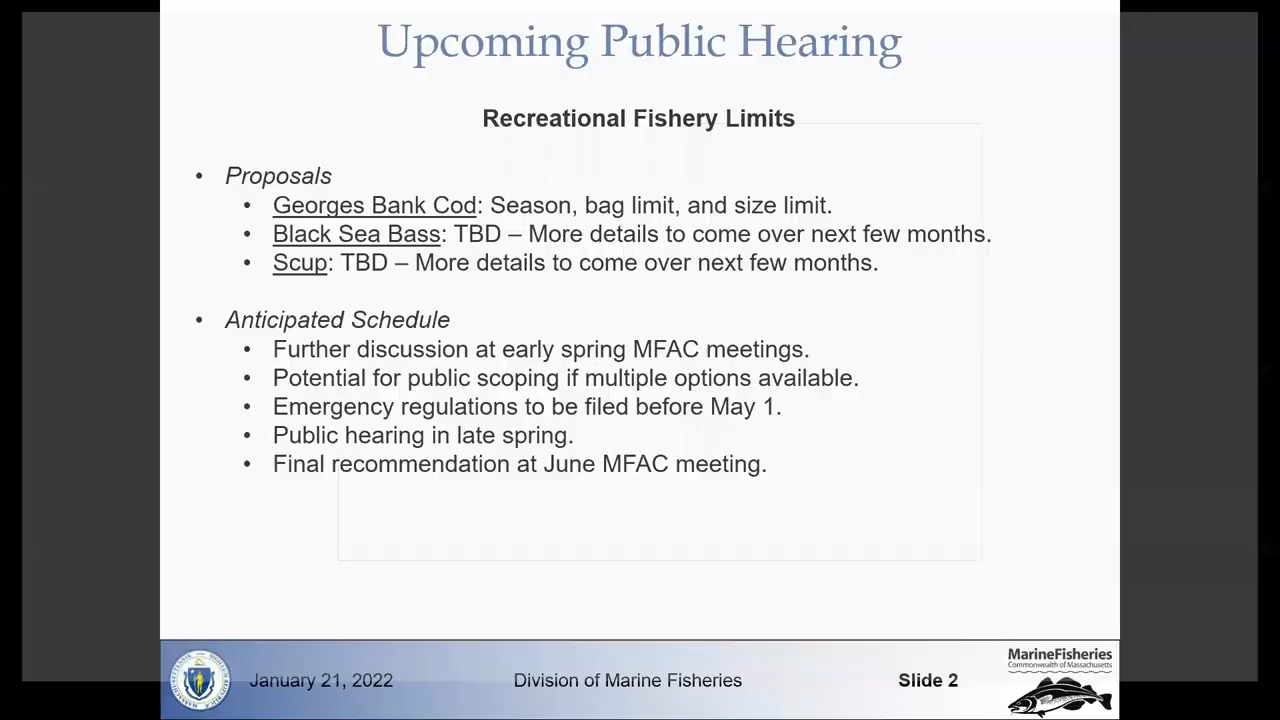 Upcoming Public Hearing
Recreational Fishery Limits
• Proposals
• Georges Bank Cod: Season, bag limit, and size limit.
• Black Sea Bass: TBD – More details to come over next few months.
• Scup: TBD – More details to come over next few months.
• Anticipated Schedule
• Further discussion at early spring MFAC meetings.
• Potential for public scoping if multiple options available.
• Emergency regulations to be filed before May 1.
• Public hearing in late spring.
• Final recommendation at June MFAC meeting.
January 21, 2022
Division of Marine Fisheries
Slide 2
MarineFisheries
Commonwealth of Massachusetts